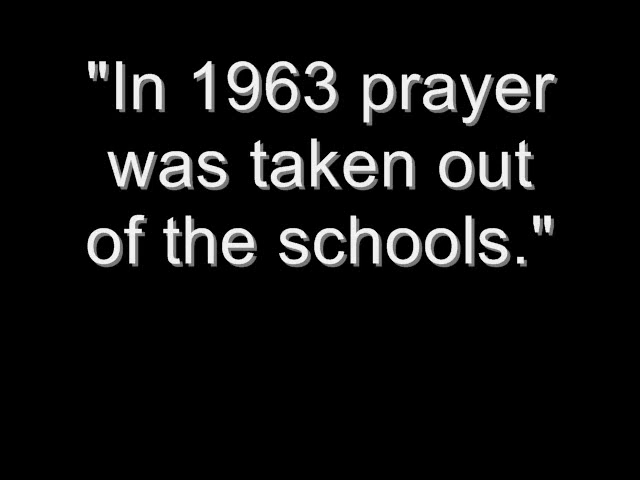 "In 1963 prayer
was taken out
of the schools."